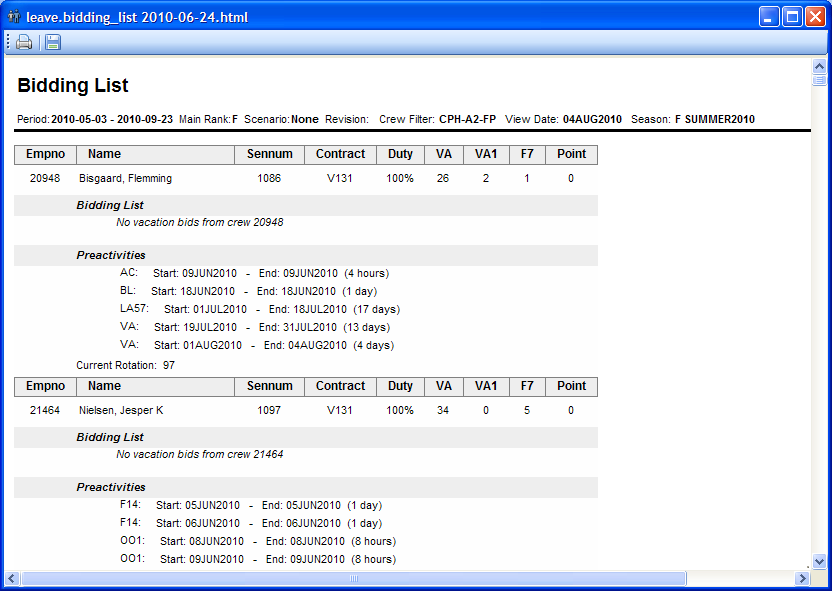 leave.bidding_list 2010-06-24.html
Bidding List
Period: 2010-05-03 - 2010-09-23 Main Rank: F Scenario: None Revision: Crew Filter: CPH-A2-FP View Date: 04AUG2010 Season: F SUMMER2010
Empno Name Sennum Contract Duty VA VA1 F7 Point
20948 Bisgaard, Flemming 1086 V131 100% 26 2 1 0
Bidding List
No vacation bids from crew 20948
Preactivities
AC: Start: 09JUN2010 - End: 09JUN2010 (4 hours)
BL: Start: 18JUN2010 - End: 18JUN2010 (1 day)
LA57: Start: 01JUL2010 - End: 18JUL2010 (17 days)
VA: Start: 19JUL2010 - End: 31JUL2010 (13 days)
VA: Start: 01AUG2010 - End: 04AUG2010 (4 days)
Current Rotation: 97
Empno Name Sennum Contract Duty VA VA1 F7 Point
21464 Nielsen, Jesper K 1097 V131 100% 34 0 5 0
Bidding List
No vacation bids from crew 21464
Preactivities
F14: Start: 05JUN2010 - End: 05JUN2010 (1 day)
F14: Start: 06JUN2010 - End: 06JUN2010 (1 day)
OO1: Start: 08JUN2010 - End: 08JUN2010 (8 hours)
OO1: Start: 09JUN2010 - End: 09JUN2010 (8 hours)